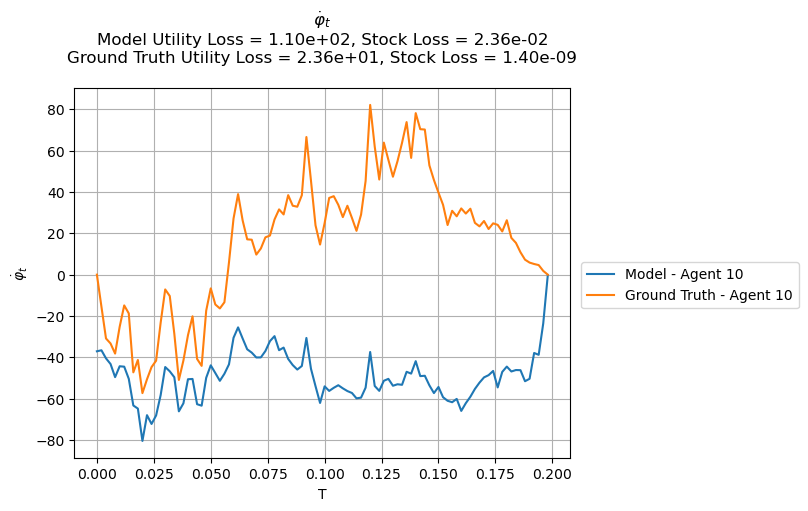 φ̇ₜ
Model Utility Loss = 1.10e+02, Stock Loss = 2.36e-02
Ground Truth Utility Loss = 2.36e+01, Stock Loss = 1.40e-09
80
60
40
20
0
−20
−40
−60
−80
φ̇ₜ
0.000
0.025
0.050
0.075
0.100
0.125
0.150
0.175
0.200
T
Model - Agent 10
Ground Truth - Agent 10